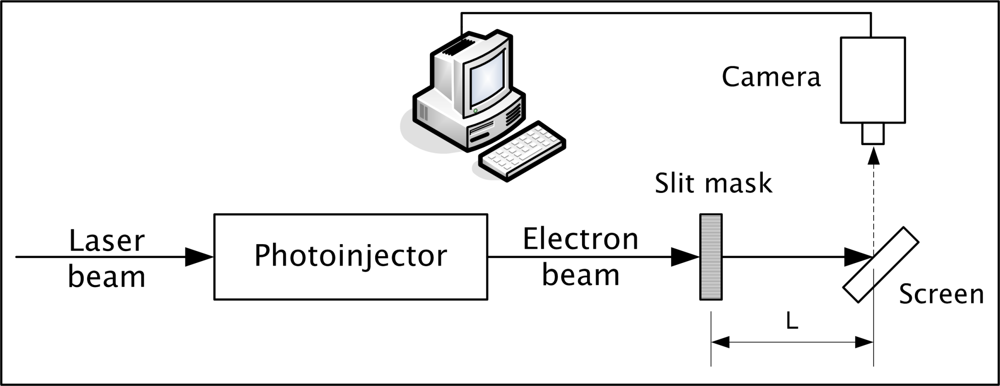 Camera
Slit mask
Laser
beam
Photoinjector
Electron
beam
Screen
L